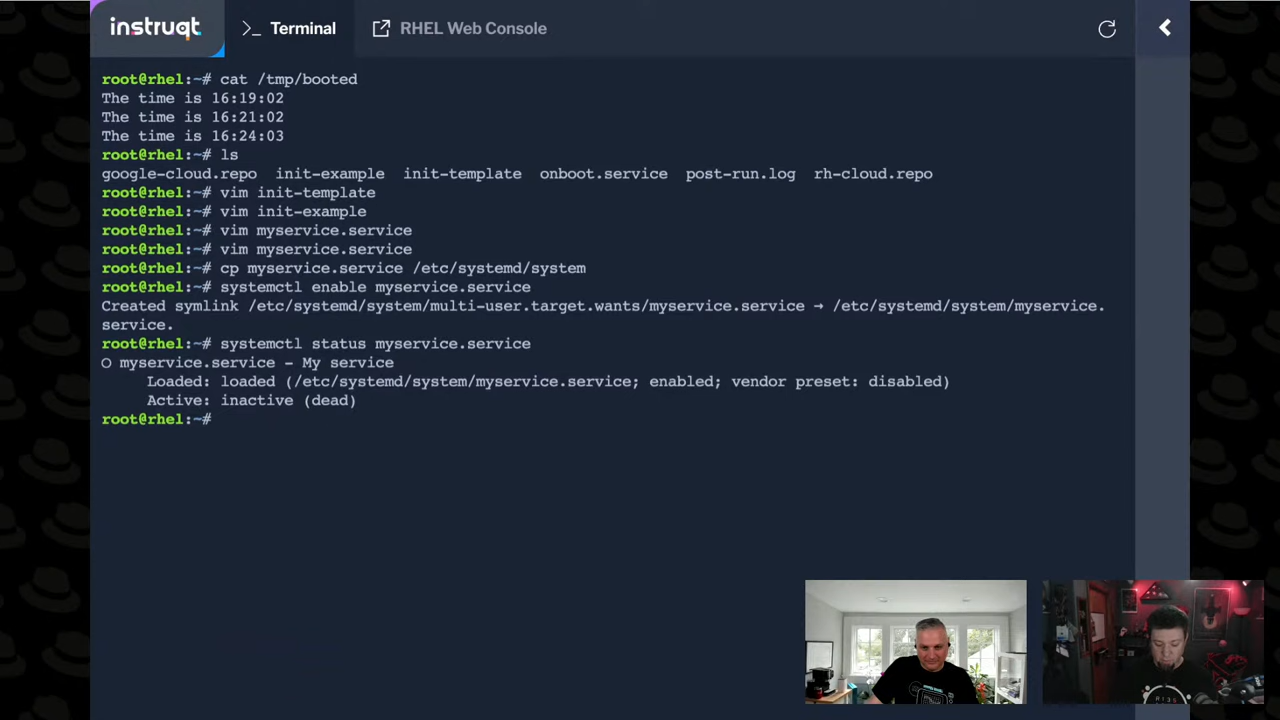 instruqt
>_ Terminal
RHEL Web Console
root@rhel:~# cat /tmp/booted
The time is 16:19:02
The time is 16:21:02
The time is 16:24:03
root@rhel:~# ls
google-cloud.repo init-example init-template onboot.service post-run.log rh-cloud.repo
root@rhel:~# vim init-template
root@rhel:~# vim init-example
root@rhel:~# vim myservice.service
root@rhel:~# vim myservice.service
root@rhel:~# cp myservice.service /etc/systemd/system
root@rhel:~# systemctl enable myservice.service
Created symlink /etc/systemd/system/multi-user.target.wants/myservice.service → /etc/systemd/system/myservice.
service.
root@rhel:~# systemctl status myservice.service
○ myservice.service - My service
Loaded: loaded (/etc/systemd/system/myservice.service; enabled; vendor preset: disabled)
Active: inactive (dead)
root@rhel:~#